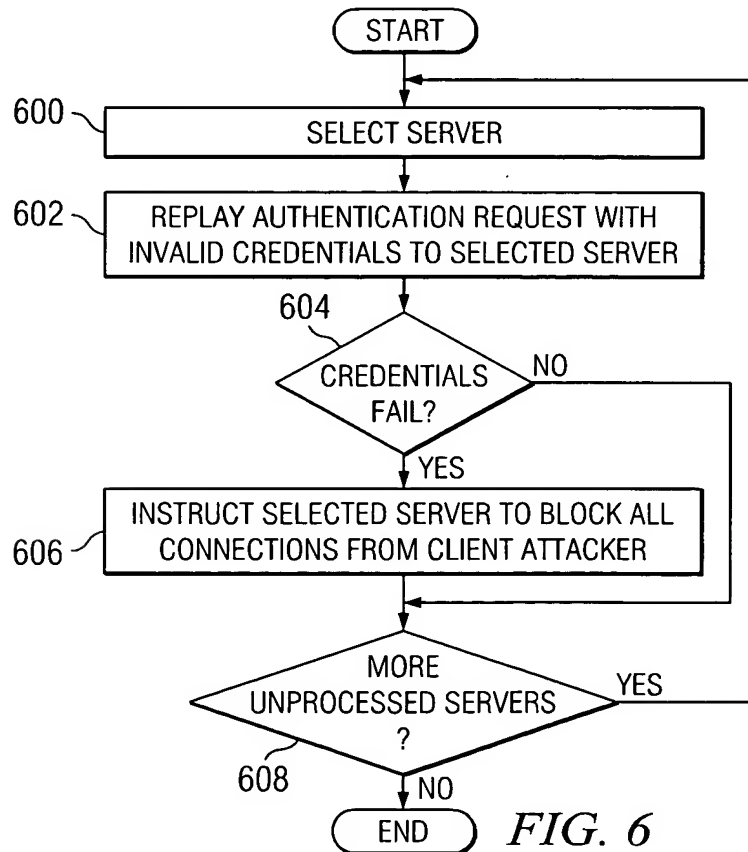 START
600
SELECT SERVER
602
REPLAY AUTHENTICATION REQUEST WITH
INVALID CREDENTIALS TO SELECTED SERVER
604
CREDENTIALS
FAIL?
NO
YES
INSTRUCT SELECTED SERVER TO BLOCK ALL
CONNECTIONS FROM CLIENT ATTACKER
606
MORE
UNPROCESSED SERVERS
?
YES
608
NO
END
FIG. 6